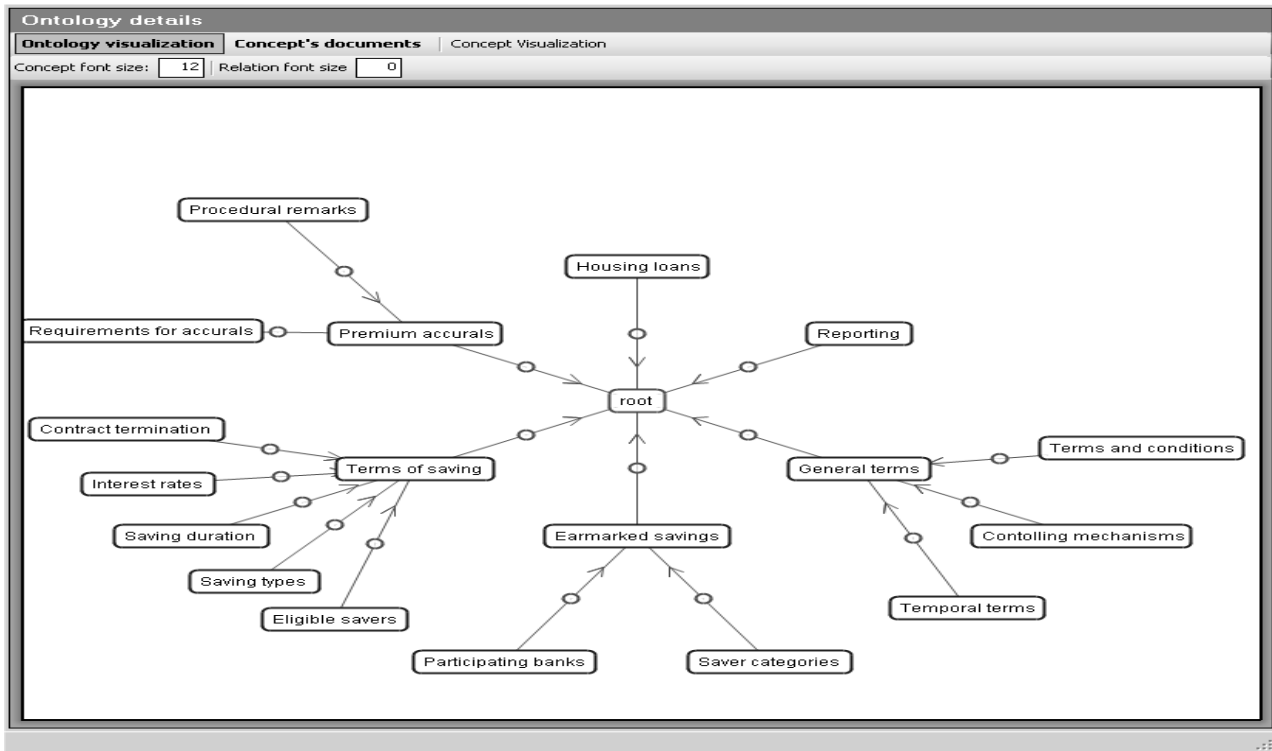 Ontology details
Ontology visualization Concept's documents Concept Visualization
Concept font size: 12 Relation font size 0
Procedural remarks
Housing loans
Requirements for accurals
Premium accurals
Reporting
root
Contract termination
Terms of saving
General terms
Terms and conditions
Interest rates
Saving duration
Earmarked savings
Contolling mechanisms
Saving types
Eligible savers
Temporal terms
Participating banks
Saver categories